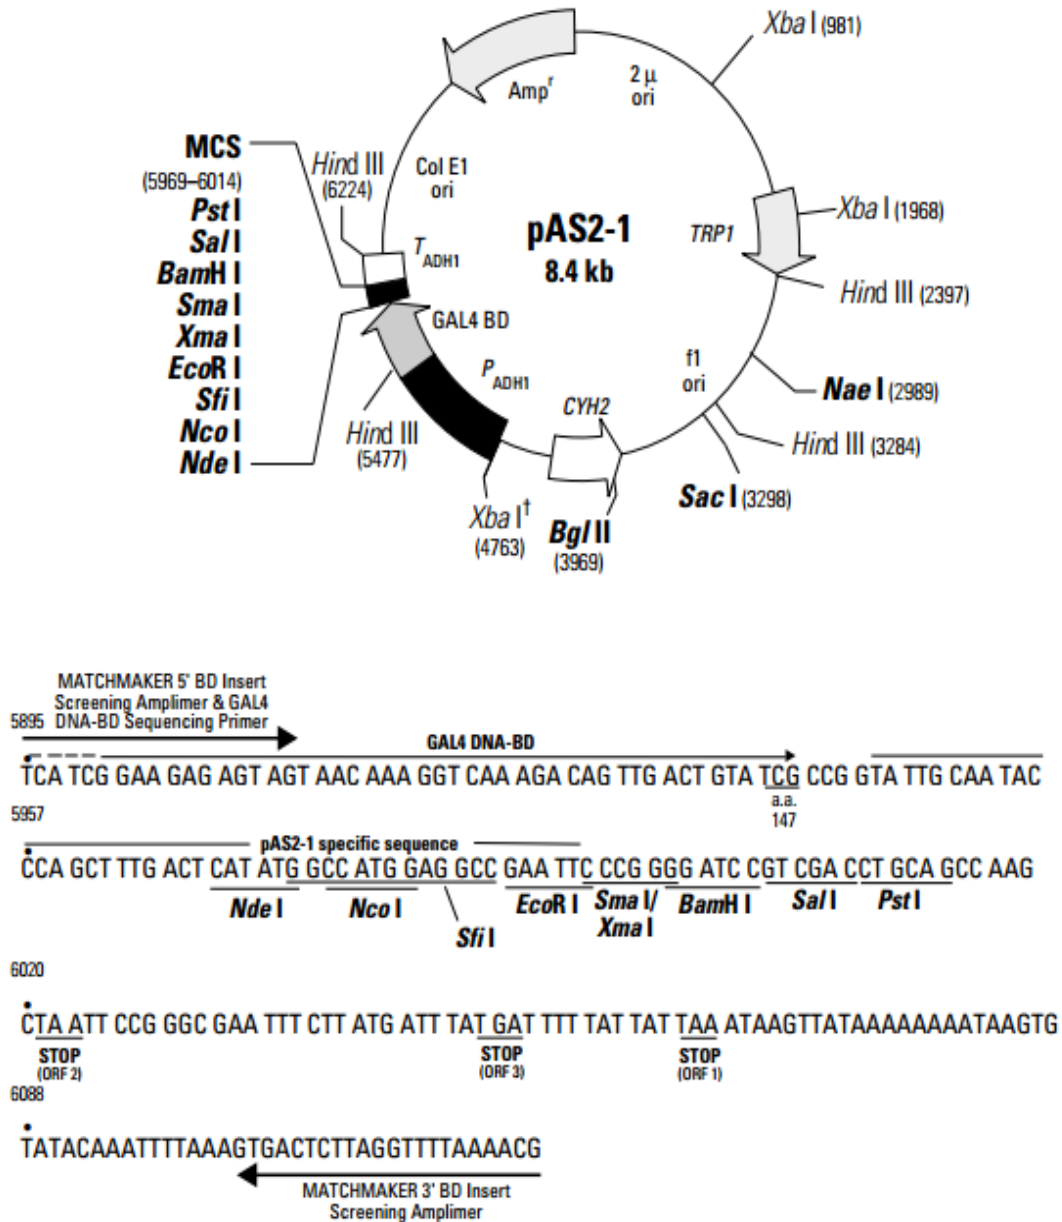 Xba I (981)
2 μ
ori
Ampʳ
MCS
(5969–6014)
Pst I
Sal I
BamH I
Sma I
Xma I
EcoR I
Sfi I
Nco I
Nde I
Hind III
(6224)
Col E1
ori
pAS2-1
8.4 kb
TRP1
Xba I (1968)
Hind III (2397)
T ADH1
GAL4 BD
P ADH1
f1
ori
Nae I (2989)
CYH2
Hind III
(5477)
Hind III (3284)
Sac I (3298)
Xba I†
(4763)
Bgl II
(3969)
MATCHMAKER 5' BD Insert
Screening Amplimer & GAL4
5895 DNA-BD Sequencing Primer
GAL4 DNA-BD
TCA TCG GAA GAG AGT AGT AAC AAA GGT CAA AGA CAG TTG ACT GTA TCG CCG GTA TTG CAA TAC
a.a.
147
5957
pAS2-1 specific sequence
CCA GCT TTG ACT CAT ATG GCC ATG GAG GCC GAA TTC CCG GGG ATC CGT CGA CCT GCA GCC AAG
Nde I Nco I EcoR I Sma I/ BamH I Sal I Pst I
Xma I
Sfi I
6020
CTAA TT CCG GGC GAA TTT CTT ATG ATT TAT GAT TTT TAT TAT TAA ATAAGTTATAAAAAAAATAAGTG
STOP STOP STOP
(ORF 2) (ORF 3) (ORF 1)
6088
TATACAAATTTTAAAGTGACTCTTAGGTTTTAAAACG
MATCHMAKER 3' BD Insert
Screening Amplimer